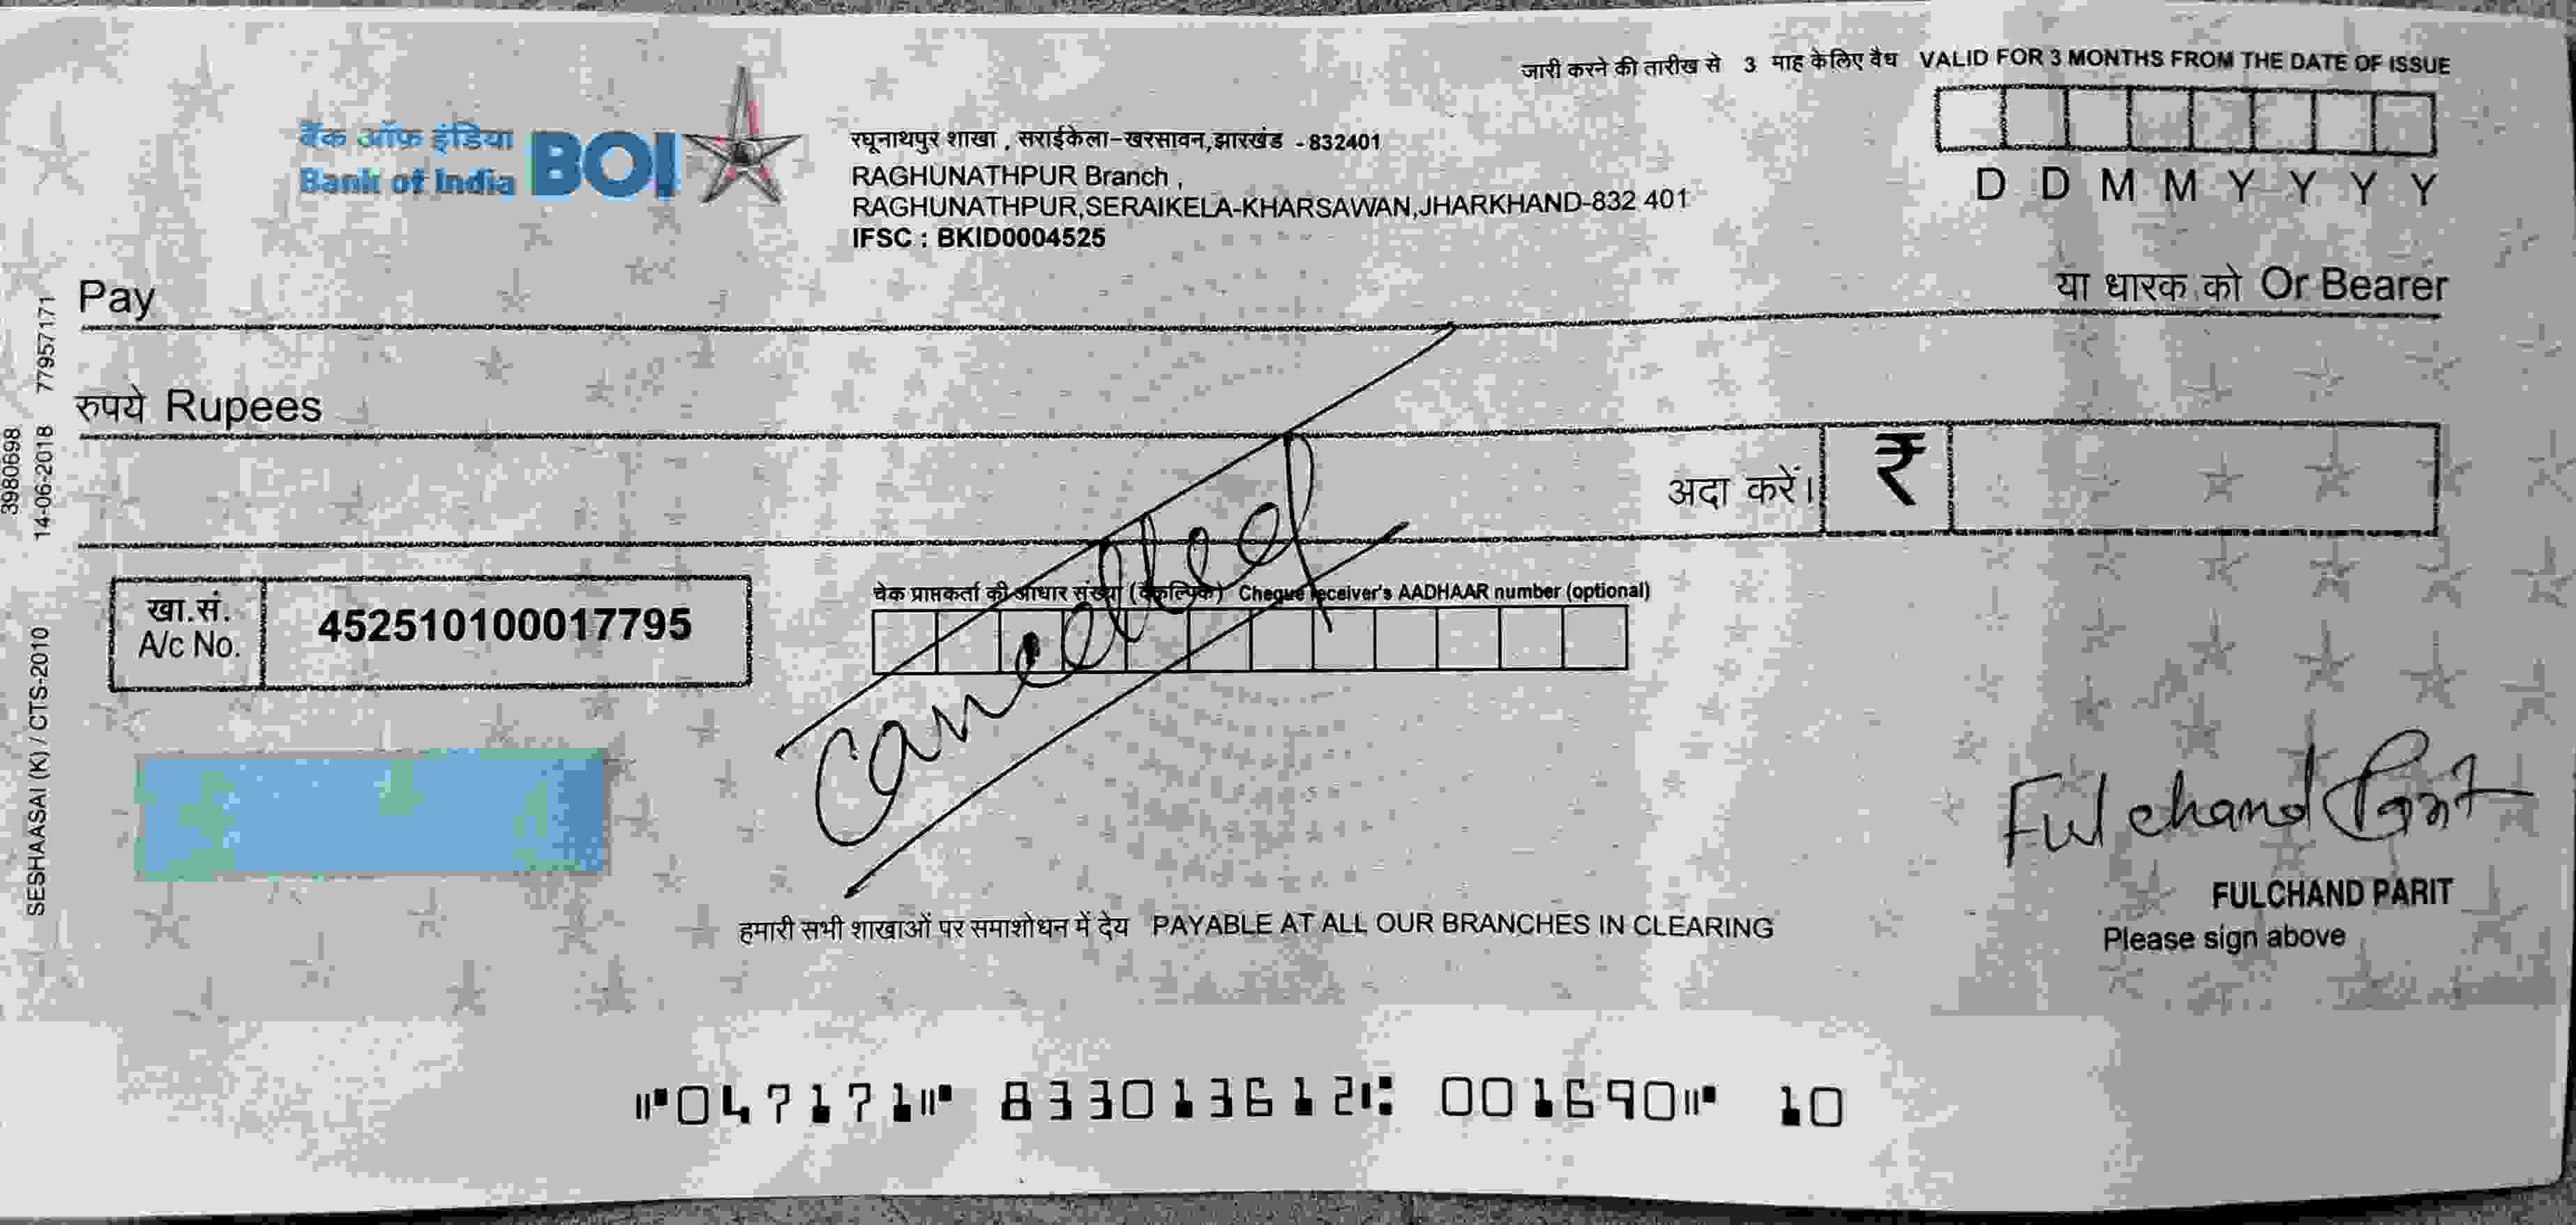 जारी करने की तारीख से 3 माह के लिए वैध VALID FOR 3 MONTHS FROM THE DATE OF ISSUE
बैंक ऑफ इंडिया
Bank of India BOI
रघूनाथपुर शाखा , सराईकेला-खरसावन,झारखंड -832401
RAGHUNATHPUR Branch ,
RAGHUNATHPUR,SERAIKELA-KHARSAWAN,JHARKHAND-832 401
IFSC : BKID0004525
D D M M Y Y Y Y
Pay
या धारक को Or Bearer
रुपये Rupees
अदा करें। ₹
खा.सं.
A/c No. 452510100017795
चेक प्राप्तकर्ता की आधार संख्या (वैकल्पिक) Cheque receiver's AADHAAR number (optional)
Cancelled
Fulchand Parit
FULCHAND PARIT
Please sign above
हमारी सभी शाखाओं पर समाशोधन में देय PAYABLE AT ALL OUR BRANCHES IN CLEARING
⑈047171⑈ 833013612⑆ 001690⑈ 10
3980698
14-06-2018 77957171
SESHAASAI (K) / CTS-2010